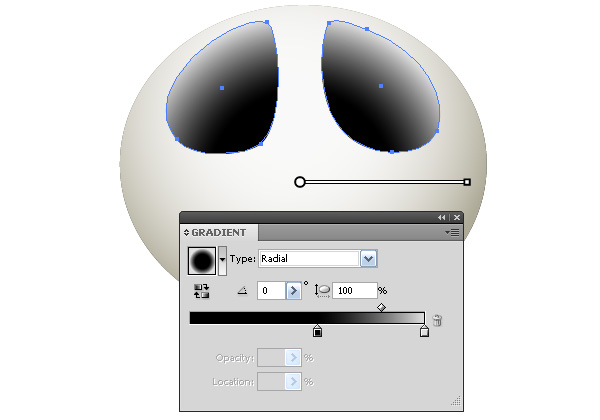 GRADIENT
Type: Radial
0 ° 100 %
Opacity: %
Location: %